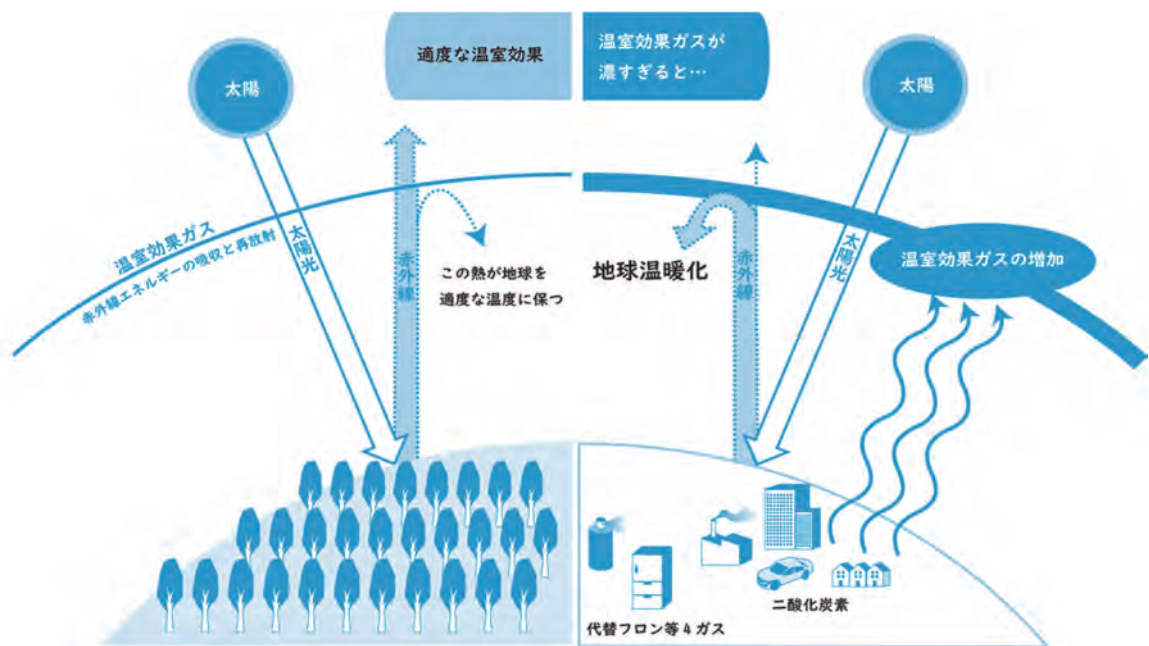 適度な温室効果
温室効果ガスが
濃すぎると…
太陽
太陽
温室効果ガス
赤外線エネルギーの吸収と再放射
太陽光
赤外線
この熱が地球を
適度な温度に保つ
地球温暖化
赤外線
太陽光
温室効果ガスの増加
二酸化炭素
代替フロン等4ガス